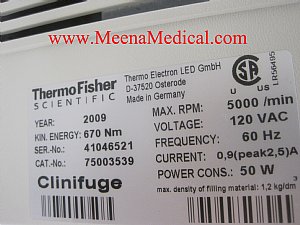 www.MeenaMedical.com
ThermoFisher
SCIENTIFIC
Thermo Electron LED GmbH
D-37520 Osterode
Made in Germany
SA
LR56495
YEAR: 2009
KIN. ENERGY: 670 Nm
SER.-No.: 41046521
CAT.-No.: 75003539
Clinifuge
MAX. RPM: 5000 /min
VOLTAGE: 120 VAC
FREQUENCY: 60 Hz
CURRENT: 0,9(peak2,5)A
POWER CONS.: 50 W
max. density of filling material: 1,2 kg/dm³